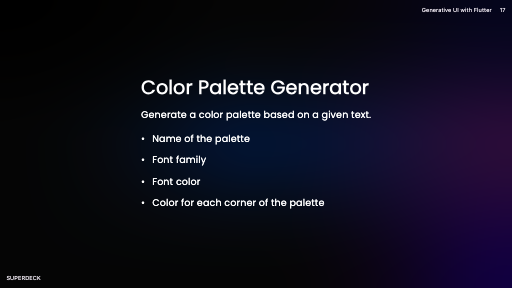 Generative UI with Flutter 17
Color Palette Generator
Generate a color palette based on a given text.
• Name of the palette
• Font family
• Font color
• Color for each corner of the palette
SUPERDECK